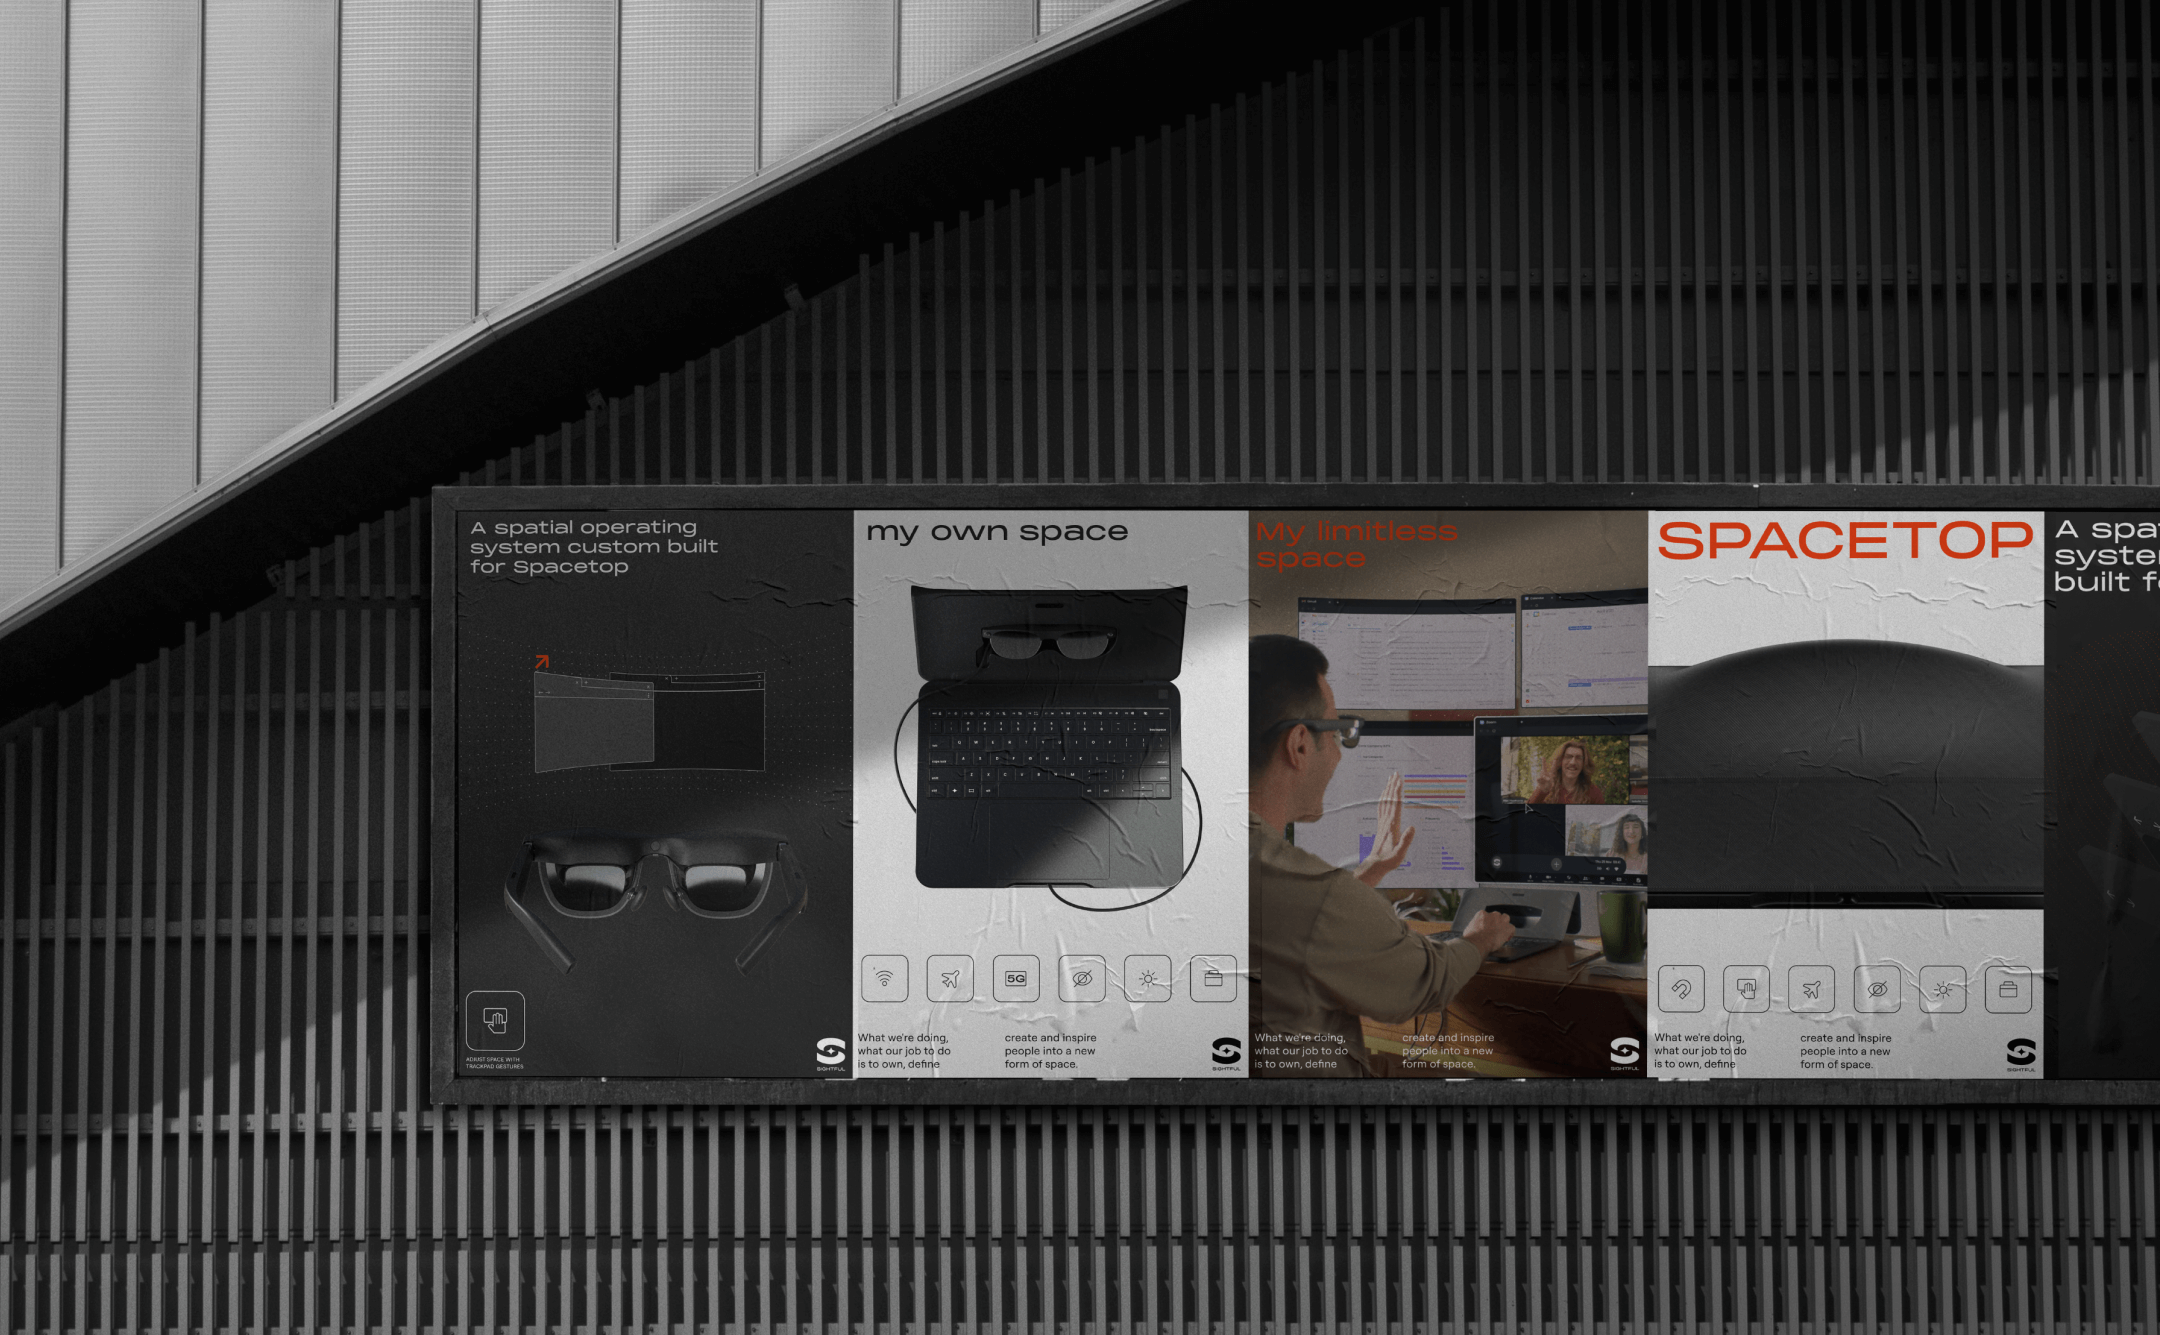 A spatial operating
system custom built
for Spacetop
ADJUST SPACE WITH
TRACKPAD GESTURES
SIGHTFUL
my own space
5G
What we're doing,
what our job to do
is to own, define
create and inspire
people into a new
form of space.
SIGHTFUL
My limitless
space
What we're doing,
what our job to do
is to own, define
create and inspire
people into a new
form of space.
SIGHTFUL
SPACETOP
What we're doing,
what our job to do
is to own, define
create and inspire
people into a new
form of space.
SIGHTFUL
A spa
syste
built f